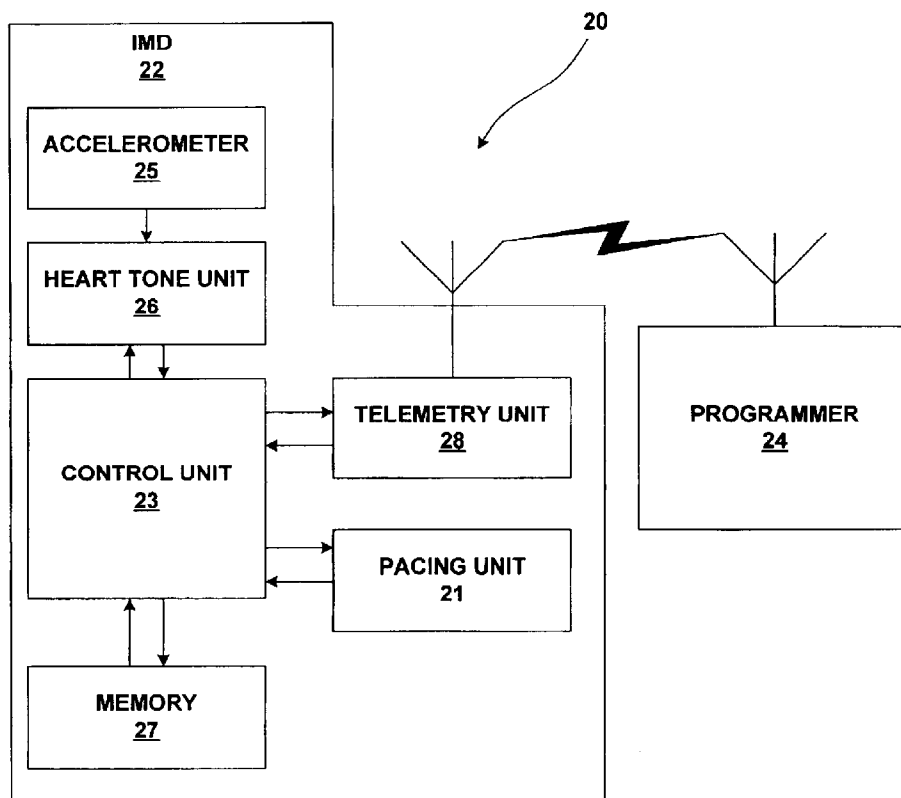 20
IMD
22
ACCELEROMETER
25
HEART TONE UNIT
26
CONTROL UNIT
23
TELEMETRY UNIT
28
PROGRAMMER
24
PACING UNIT
21
MEMORY
27